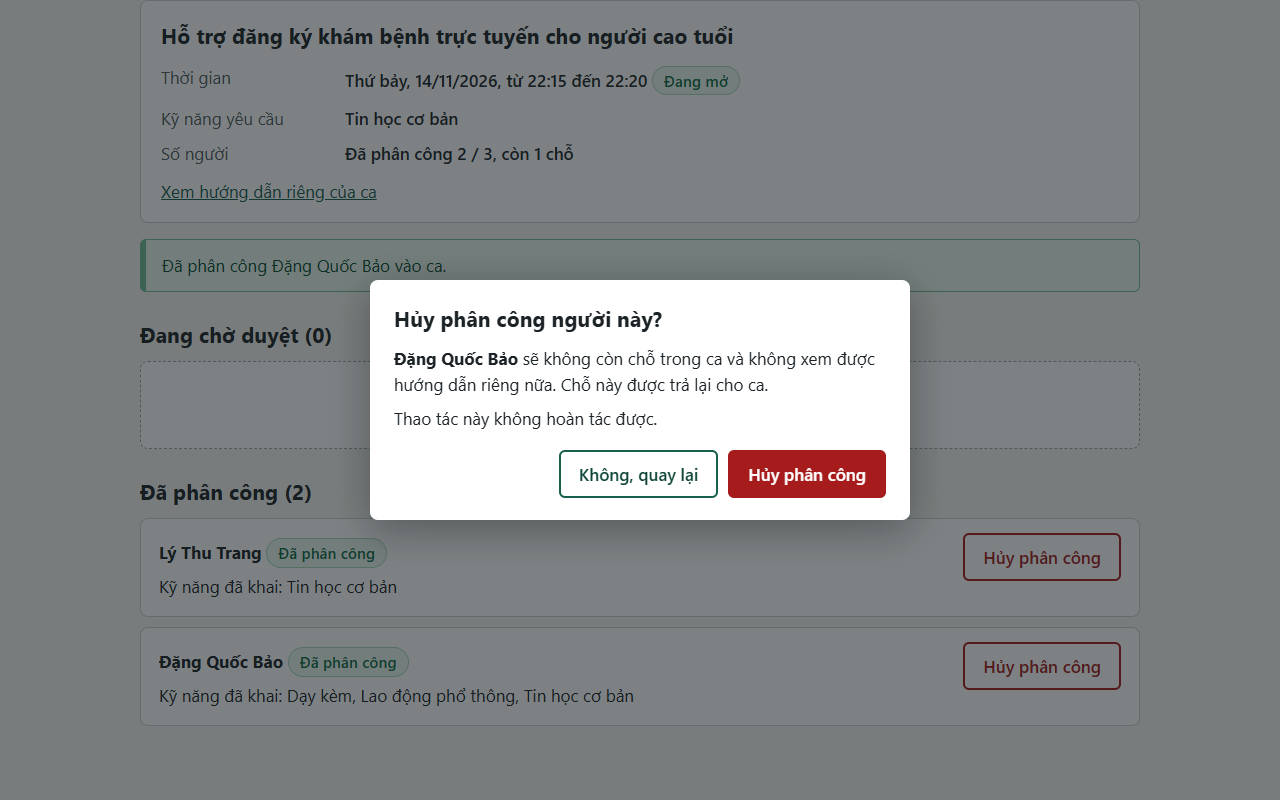 Hỗ trợ đăng ký khám bệnh trực tuyến cho người cao tuổi
Thời gian Thứ bảy, 14/11/2026, từ 22:15 đến 22:20 Đang mở
Kỹ năng yêu cầu Tin học cơ bản
Số người Đã phân công 2 / 3, còn 1 chỗ
Xem hướng dẫn riêng của ca
Đã phân công Đặng Quốc Bảo vào ca.
Đang chờ duyệt (0)
Hủy phân công người này?
Đặng Quốc Bảo sẽ không còn chỗ trong ca và không xem được
hướng dẫn riêng nữa. Chỗ này được trả lại cho ca.
Thao tác này không hoàn tác được.
Không, quay lại Hủy phân công
Đã phân công (2)
Lý Thu Trang Đã phân công Hủy phân công
Kỹ năng đã khai: Tin học cơ bản
Đặng Quốc Bảo Đã phân công Hủy phân công
Kỹ năng đã khai: Dạy kèm, Lao động phổ thông, Tin học cơ bản